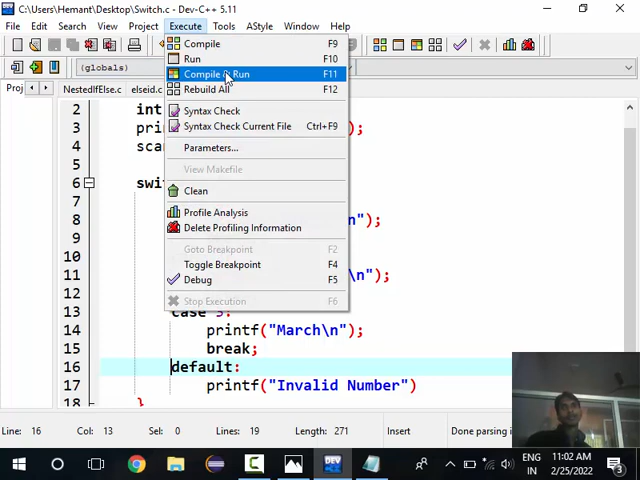 C:\Users\Hemant\Desktop\Switch.c - Dev-C++ 5.11
File Edit Search View Project Execute Tools AStyle Window Help
(globals)
Proj NestedIfElse.c
Compile F9
Run F10
Compile & Run F11
Rebuild All F12
Syntax Check
Syntax Check Current File Ctrl+F9
Parameters...
View Makefile
Clean
Profile Analysis
Delete Profiling Information
Goto Breakpoint F2
Toggle Breakpoint F4
Debug F5
Stop Execution F6
2 int
3 );
4
5
6
7
8 n");
9
10
11 \n");
12
13
14 printf("March\n");
15 break;
16 default:
17 printf("Invalid Number")
18 }
Line: 16 Col: 13 Sel: 0 Lines: 19 Length: 271 Insert Done parsing i
DEV
ENG
IN
11:02 AM
2/25/2022
3